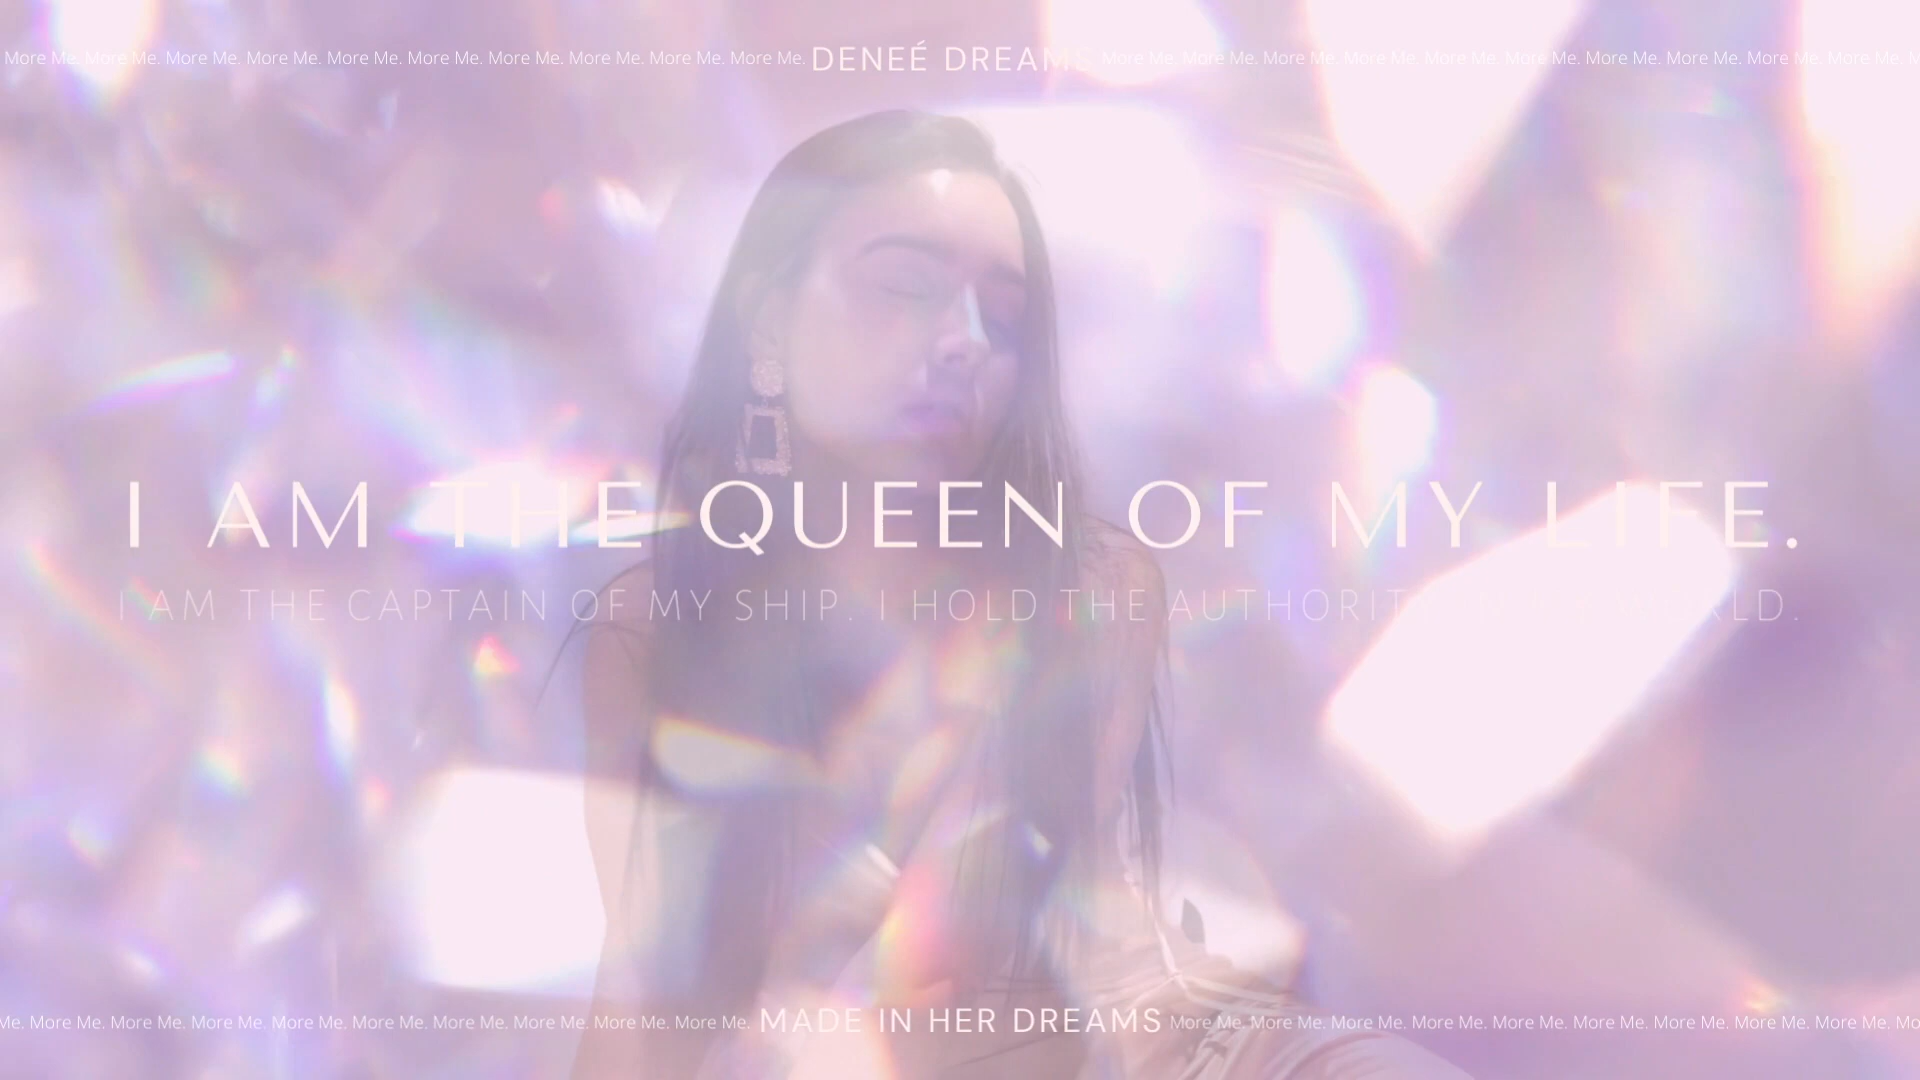 More Me. More Me. More Me. More Me. More Me. More Me. More Me. More Me. More Me. More Me. DENEÉ DREAMS More Me. More Me. More Me. More Me. More Me. More Me. More Me. More Me. More Me. More Me. M
I AM THE QUEEN OF MY LIFE.
I AM THE CAPTAIN OF MY SHIP. I HOLD THE AUTHORITY IN MY WORLD.
Me. More Me. More Me. More Me. More Me. More Me. More Me. More Me. More Me. More Me. MADE IN HER DREAMS More Me. More Me. More Me. More Me. More Me. More Me. More Me. More Me. More Me. Mo